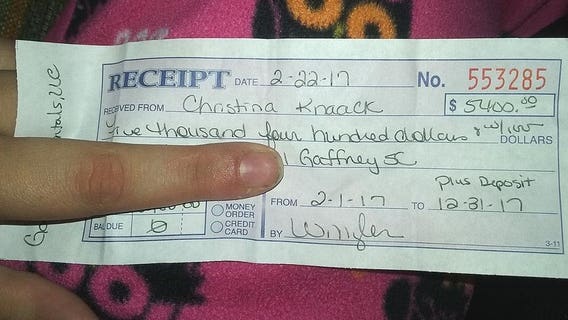 RECEIPT DATE 2-22-17 No. 553285
RECEIVED FROM Christina Knaack $ 5400.00
five thousand four hundred dollars & 00/100 DOLLARS
Gaffney SC
Plus Deposit
FROM 2-1-17 TO 12-31-17
MONEY ORDER
CREDIT CARD
BAL DUE 0
BY
3-11
ntals, LLC